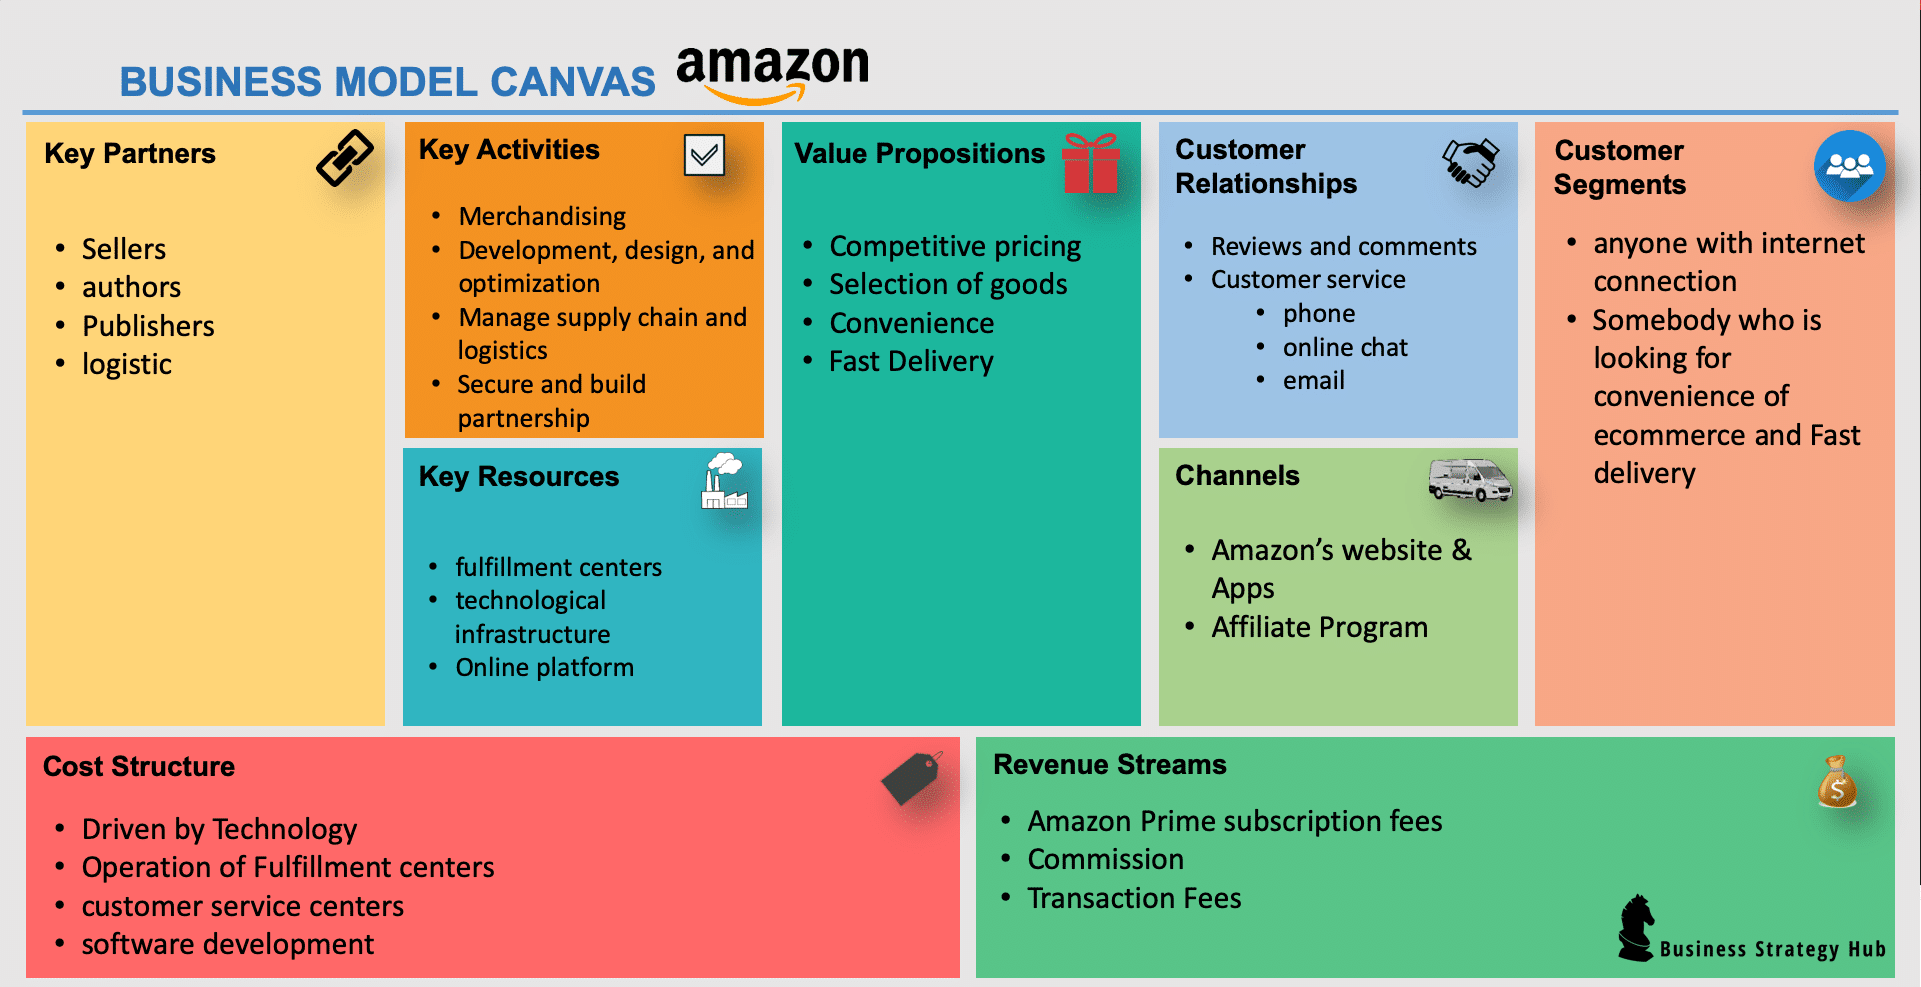 BUSINESS MODEL CANVAS amazon
Key Partners
• Sellers
• authors
• Publishers
• logistic
Key Activities
• Merchandising
• Development, design, and
optimization
• Manage supply chain and
logistics
• Secure and build
partnership
Key Resources
• fulfillment centers
• technological
infrastructure
• Online platform
Value Propositions
• Competitive pricing
• Selection of goods
• Convenience
• Fast Delivery
Customer
Relationships
• Reviews and comments
• Customer service
• phone
• online chat
• email
Channels
• Amazon’s website &
Apps
• Affiliate Program
Customer
Segments
• anyone with internet
connection
• Somebody who is
looking for
convenience of
ecommerce and Fast
delivery
Cost Structure
• Driven by Technology
• Operation of Fulfillment centers
• customer service centers
• software development
Revenue Streams
$
• Amazon Prime subscription fees
• Commission
• Transaction Fees
Business Strategy Hub